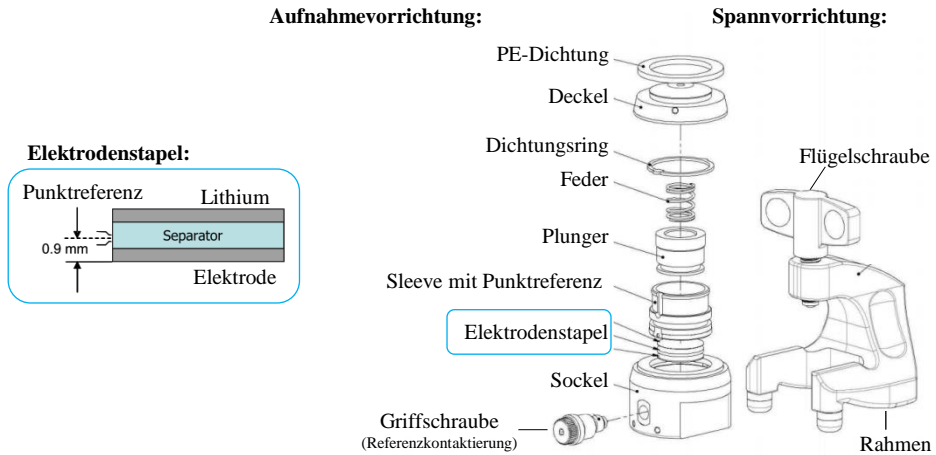 Aufnahmevorrichtung:
Spannvorrichtung:
PE-Dichtung
Deckel
Dichtungsring
Feder
Plunger
Sleeve mit Punktreferenz
Elektrodenstapel
Sockel
Griffschraube
(Referenzkontaktierung)
Flügelschraube
Rahmen
Elektrodenstapel:
Punktreferenz
Lithium
Separator
0.9 mm
Elektrode